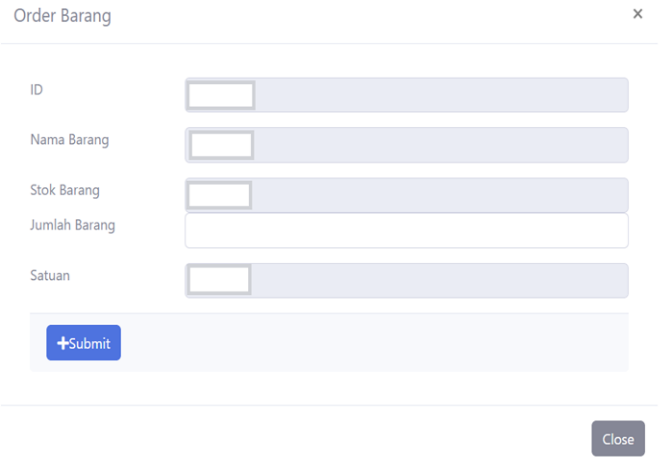 Order Barang ×
ID
Nama Barang
Stok Barang
Jumlah Barang
Satuan
+Submit
Close